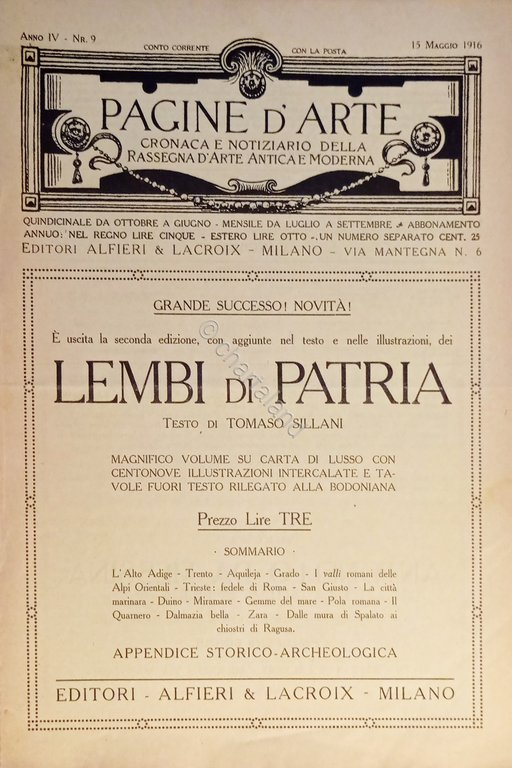 ANNO IV - NR. 9
CONTO CORRENTE CON LA POSTA
15 MAGGIO 1916
PAGINE D'ARTE
CRONACA E NOTIZIARIO DELLA
RASSEGNA D'ARTE ANTICA E MODERNA
QUINDICINALE DA OTTOBRE A GIUGNO - MENSILE DA LUGLIO A SETTEMBRE - ABBONAMENTO
ANNUO: NEL REGNO LIRE CINQUE - ESTERO LIRE OTTO - UN NUMERO SEPARATO CENT. 25
EDITORI ALFIERI & LACROIX - MILANO - VIA MANTEGNA N. 6
GRANDE SUCCESSO! NOVITÀ!
È uscita la seconda edizione, con aggiunte nel testo e nelle illustrazioni, dei
LEMBI DI PATRIA
TESTO DI TOMASO SILLANI
MAGNIFICO VOLUME SU CARTA DI LUSSO CON
CENTONOVE ILLUSTRAZIONI INTERCALATE E TA-
VOLE FUORI TESTO RILEGATO ALLA BODONIANA
Prezzo Lire TRE
· SOMMARIO ·
L'Alto Adige - Trento - Aquileja - Grado - I valli romani delle
Alpi Orientali - Trieste: fedele di Roma - San Giusto - La città
marinara - Duino - Miramare - Gemme del mare - Pola romana - Il
Quarnero - Dalmazia bella - Zara - Dalle mura di Spalato ai
chiostri di Ragusa.
APPENDICE STORICO-ARCHEOLOGICA
EDITORI - ALFIERI & LACROIX - MILANO
© chartaland